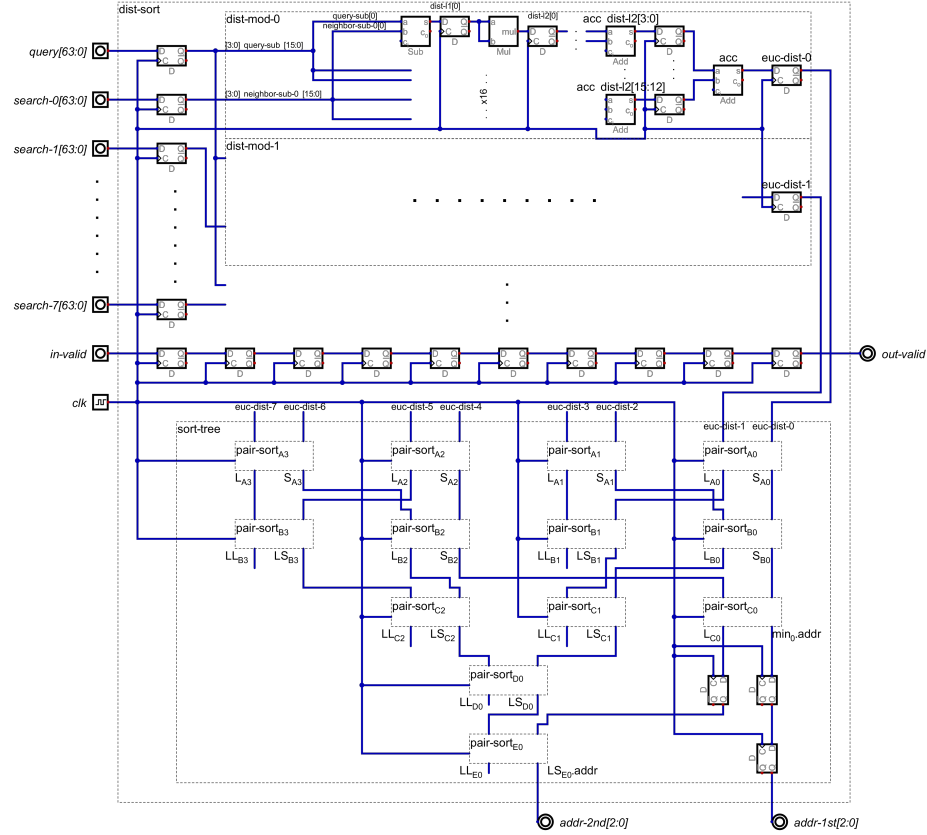 dist-sort
dist-mod-0
query-sub[0]
neighbor-sub-0[0]
dist-l1[0]
dist-l2[0]
acc dist-l2[3:0]
acc
euc-dist-0
query[63:0]
[3:0] query-sub [15:0]
Sub
Mul
mul
Add
Add
Add
x16
search-0[63:0]
[3:0] neighbor-sub-0 [15:0]
acc dist-l2[15:12]
search-1[63:0]
dist-mod-1
euc-dist-1
search-7[63:0]
in-valid
out-valid
clk
euc-dist-7 euc-dist-6 euc-dist-5 euc-dist-4 euc-dist-3 euc-dist-2
euc-dist-1 euc-dist-0
sort-tree
pair-sortA3 pair-sortA2 pair-sortA1 pair-sortA0
LA3 SA3 LA2 SA2 LA1 SA1 LA0 SA0
pair-sortB3 pair-sortB2 pair-sortB1 pair-sortB0
LLB3 LSB3 LB2 SB2 LLB1 LSB1 LB0 SB0
pair-sortC2 pair-sortC1 pair-sortC0
LLC2 LSC2 LLC1 LSC1 LC0 min0.addr
pair-sortD0
LLD0 LSD0
pair-sortE0
LLE0 LSE0.addr
addr-2nd[2:0] addr-1st[2:0]